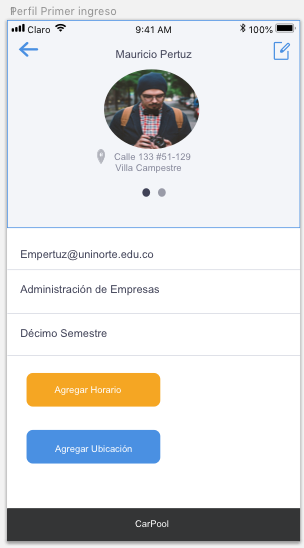 Perfil Primer ingreso
Claro 9:41 AM 100%
Mauricio Pertuz
Calle 133 #51-129
Villa Campestre
Empertuz@uninorte.edu.co
Administración de Empresas
Décimo Semestre
Agregar Horario
Agregar Ubicación
CarPool